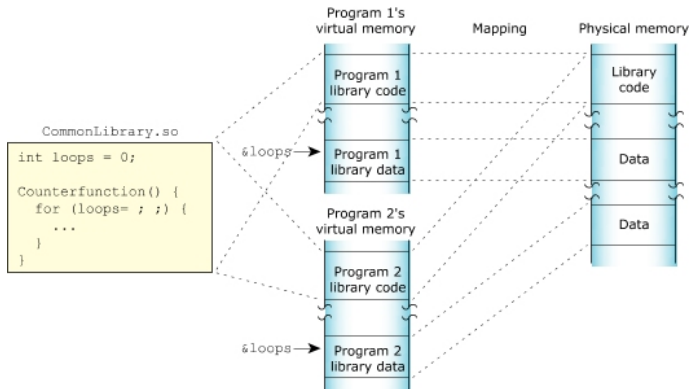 Program 1's
virtual memory
Mapping
Physical memory
Program 1
library code
Library
code
CommonLibrary.so
int loops = 0;
Counterfunction() {
for (loops= ; ;) {
...
}
}
&loops
Program 1
library data
Data
Program 2's
virtual memory
Data
Program 2
library code
&loops
Program 2
library data